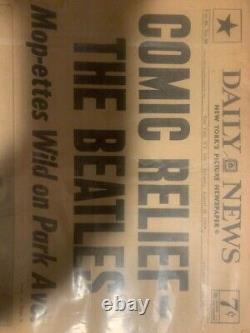 DAILY NEWS
NEW YORK'S PICTURE NEWSPAPER
7¢
COMIC RELIEF-
THE BEATLES
Mop-ettes Wild on Park Ave.